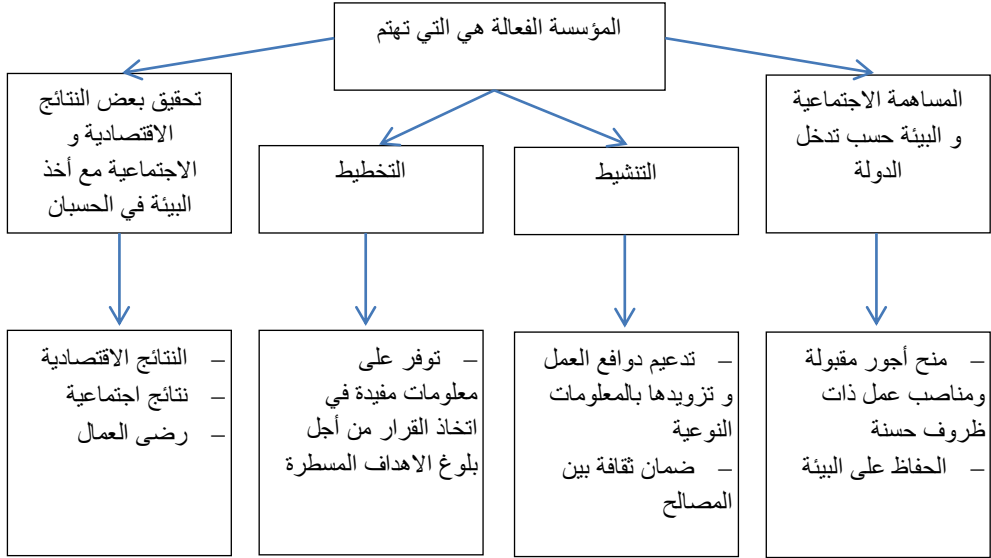 المؤسسة الفعالة هي التي تهتم
المساهمة الاجتماعية
و البيئة حسب تدخل
الدولة
التنشيط
التخطيط
تحقيق بعض النتائج
الاقتصادية و
الاجتماعية مع أخذ
البيئة في الحسبان
– منح أجور مقبولة
ومناصب عمل ذات
ظروف حسنة
– الحفاظ على البيئة
– تدعيم دوافع العمل
و تزويدها بالمعلومات
النوعية
– ضمان ثقافة بين
المصالح
– توفر على
معلومات مفيدة في
اتخاذ القرار من أجل
بلوغ الاهداف المسطرة
– النتائج الاقتصادية
– نتائج اجتماعية
– رضى العمال